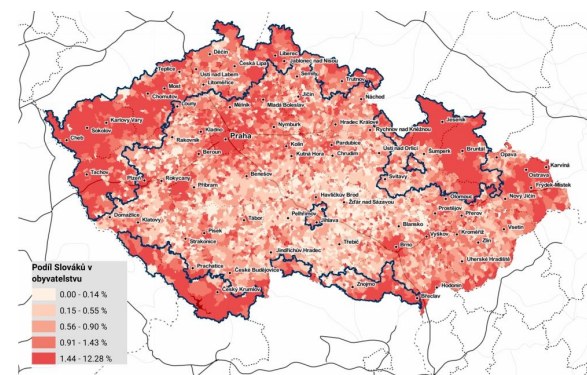 Děčín
Liberec
Teplice
Česká Lípa
Jablonec nad Nisou
Ústí nad Labem
Semily
Most
Litoměřice
Trutnov
Chomutov
Jičín
Louny
Mělník
Mladá Boleslav
Náchod
Karlovy Vary
Jeseník
Sokolov
Kladno
Nymburk
Hradec Králové
Cheb
Praha
Rychnov nad Kněžnou
Rakovník
Kolín
Pardubice
Bruntál
Beroun
Kutná Hora
Chrudim
Ústí nad Orlicí
Šumperk
Opava
Karviná
Tachov
Plzeň
Rokycany
Benešov
Svitavy
Ostrava
Příbram
Frýdek-Místek
Havlíčkův Brod
Olomouc
Nový Jičín
Domažlice
Klatovy
Tábor
Pelhřimov
Žďár nad Sázavou
Prostějov
Přerov
Jihlava
Písek
Blansko
Vsetín
Strakonice
Třebíč
Vyškov
Kroměříž
Brno
Zlín
Jindřichův Hradec
Prachatice
Uherské Hradiště
České Budějovice
Znojmo
Hodonín
Český Krumlov
Břeclav
Podíl Slováků v
obyvatelstvu
0.00 - 0.14 %
0.15 - 0.55 %
0.56 - 0.90 %
0.91 - 1.43 %
1.44 - 12.28 %